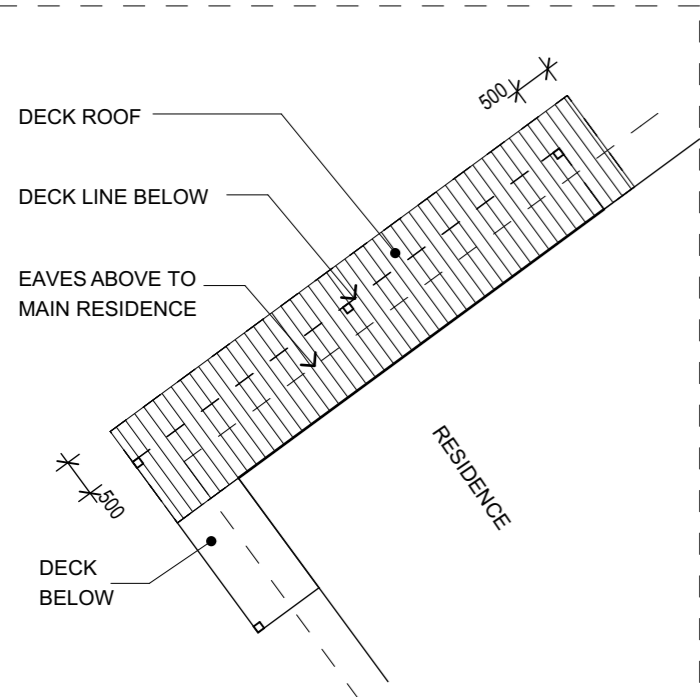 500
DECK ROOF
DECK LINE BELOW
EAVES ABOVE TO
MAIN RESIDENCE
RESIDENCE
500
DECK
BELOW